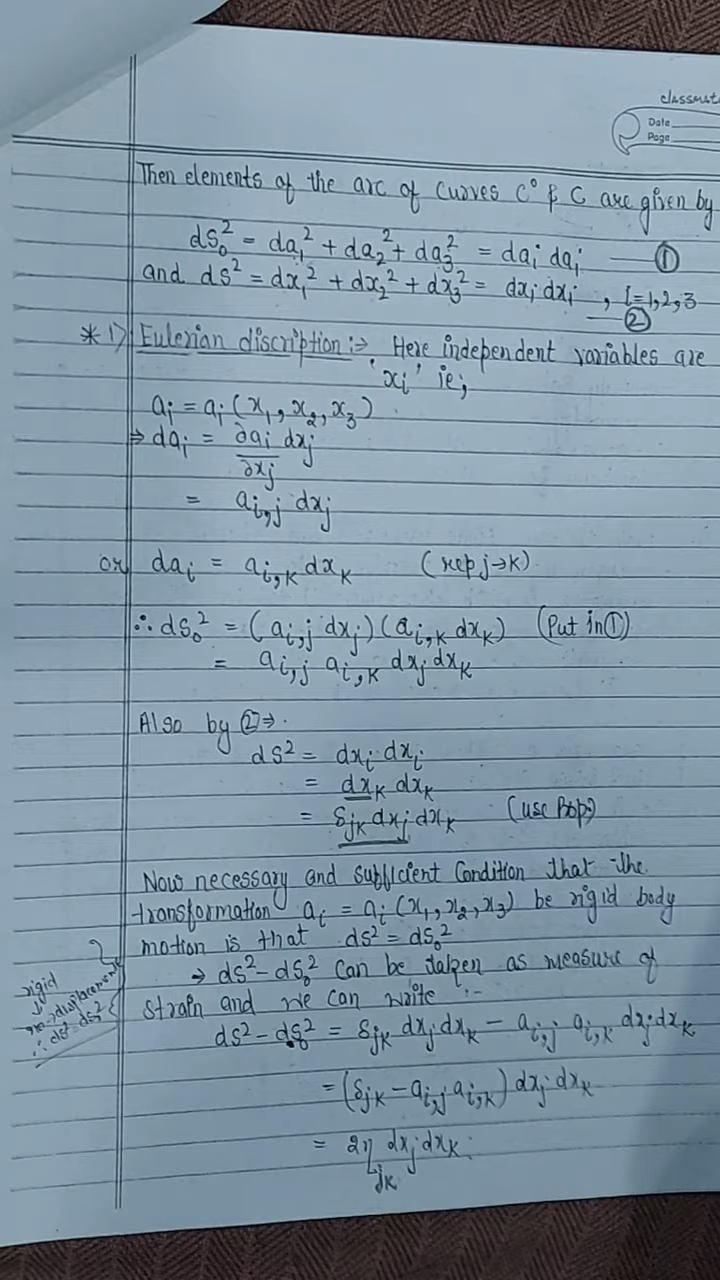 classmate
Date
Page
Then elements of the arc of curves C° & C are given by
ds₀² = da₁² + da₂² + da₃² = daᵢ daᵢ — ①
and ds² = dx₁² + dx₂² + dx₃² = dxᵢ dxᵢ , i=1,2,3
— ②
* 1) Eulerian discription :→ Here independent variables are
'xᵢ' ie,
aᵢ = aᵢ (x₁, x₂, x₃)
⇒ daᵢ = ∂aᵢ/∂xⱼ dxⱼ
= aᵢ,ⱼ dxⱼ
or daᵢ = aᵢ,ₖ dxₖ (rep j→k)
∴ ds₀² = (aᵢ,ⱼ dxⱼ)(aᵢ,ₖ dxₖ) (Put in ①)
= aᵢ,ⱼ aᵢ,ₖ dxⱼ dxₖ
Also by ②⇒
ds² = dxᵢ dxᵢ
= dxₖ dxₖ
= δⱼₖ dxⱼ dxₖ (use Prop)
Now necessary and sufficient condition that the
transformation aᵢ = aᵢ (x₁, x₂, x₃) be rigid body
motion is that ds² = ds₀²
→ ds² - ds₀² can be taken as measure of
strain and we can write :-
rigid
↓
no displacement
∴ ds² = ds₀²
ds² - ds₀² = δⱼₖ dxⱼ dxₖ - aᵢ,ⱼ aᵢ,ₖ dxⱼ dxₖ
= (δⱼₖ - aᵢ,ⱼ aᵢ,ₖ) dxⱼ dxₖ
= 2ηⱼₖ dxⱼ dxₖ